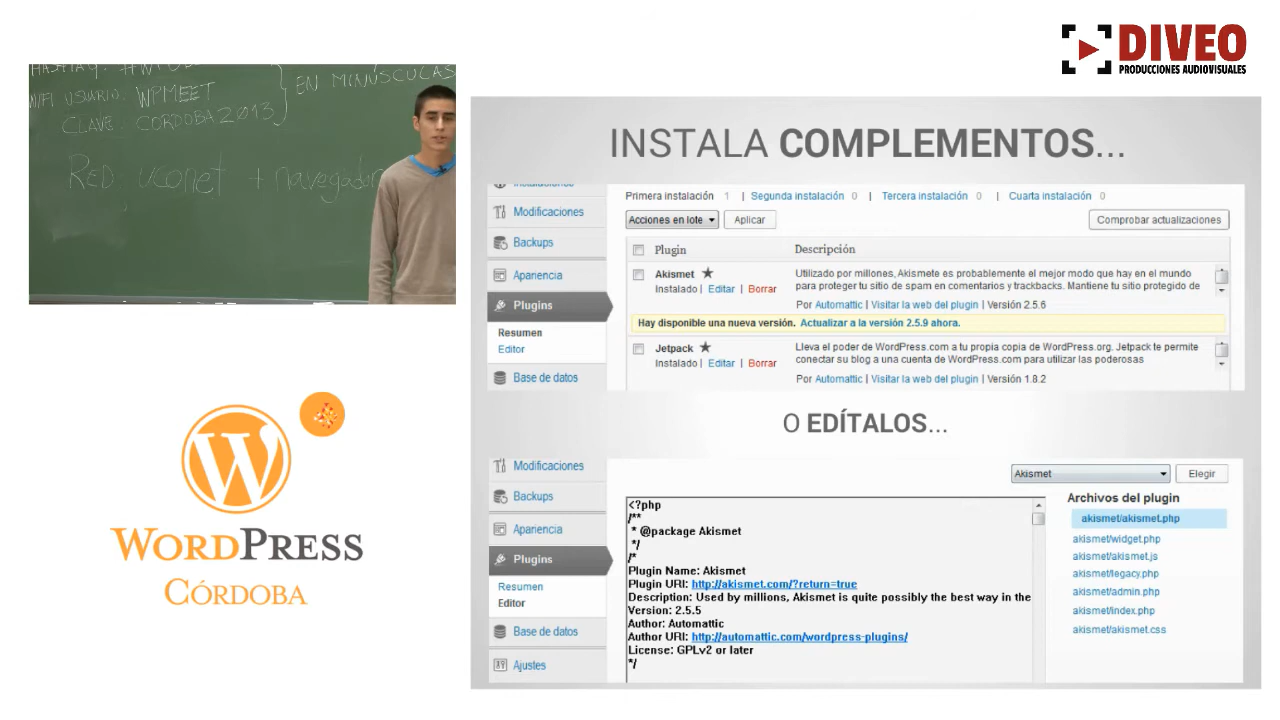 DIVEO
PRODUCCIONES AUDIOVISUALES
HASHTAG: #WPCO
WIFI USUARIO: WPMEET
CLAVE: CORDOBA2013
EN MINÚSCULAS
RED: uconet + navegador
WORDPRESS
CÓRDOBA
INSTALA COMPLEMENTOS...
Instalaciones
Modificaciones
Backups
Apariencia
Plugins
Resumen
Editor
Base de datos
Primera instalación 1 | Segunda instalación 0 | Tercera instalación 0 | Cuarta instalación 0
Acciones en lote Aplicar Comprobar actualizaciones
Plugin Descripción
Akismet ★ Utilizado por millones, Akismete es probablemente el mejor modo que hay en el mundo
Instalado | Editar | Borrar para proteger tu sitio de spam en comentarios y trackbacks. Mantiene tu sitio protegido de
Por Automattic | Visitar la web del plugin | Versión 2.5.6
Hay disponible una nueva versión. Actualizar a la versión 2.5.9 ahora.
Jetpack ★ Lleva el poder de WordPress.com a tu propia copia de WordPress.org. Jetpack te permite
Instalado | Editar | Borrar conectar su blog a una cuenta de WordPress.com para utilizar las poderosas
Por Automattic | Visitar la web del plugin | Versión 1.8.2
O EDÍTALOS...
Modificaciones
Backups
Apariencia
Plugins
Resumen
Editor
Base de datos
Ajustes
Akismet Elegir
<?php
/**
* @package Akismet
*/
/*
Plugin Name: Akismet
Plugin URI: http://akismet.com/?return=true
Description: Used by millions, Akismet is quite possibly the best way in the
Version: 2.5.5
Author: Automattic
Author URI: http://automattic.com/wordpress-plugins/
License: GPLv2 or later
*/
Archivos del plugin
akismet/akismet.php
akismet/widget.php
akismet/akismet.js
akismet/legacy.php
akismet/admin.php
akismet/index.php
akismet/akismet.css